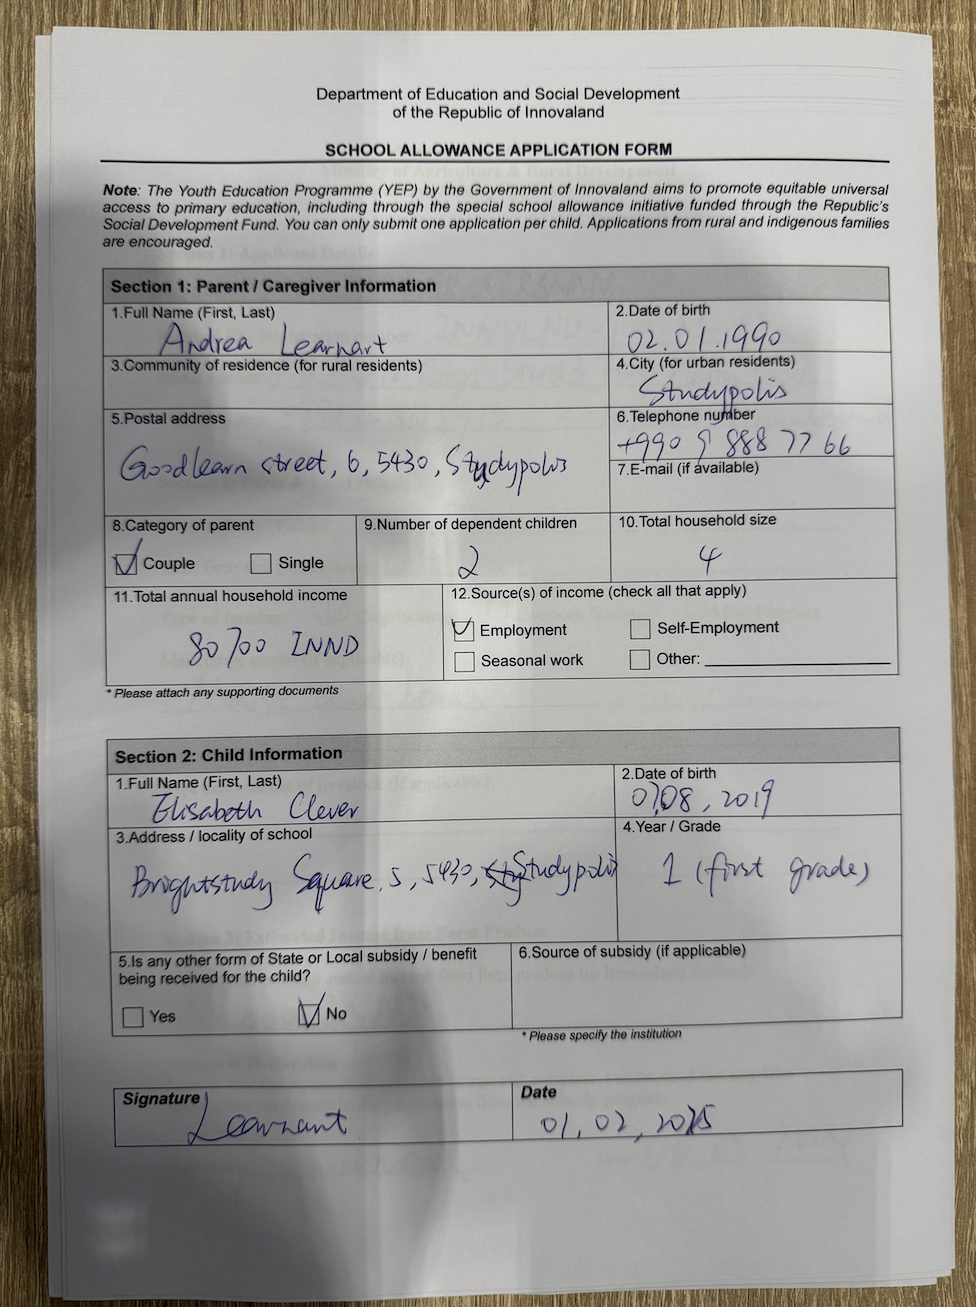 Department of Education and Social Development
of the Republic of Innovaland
SCHOOL ALLOWANCE APPLICATION FORM
Note: The Youth Education Programme (YEP) by the Government of Innovaland aims to promote equitable universal
access to primary education, including through the special school allowance initiative funded through the Republic's
Social Development Fund. You can only submit one application per child. Applications from rural and indigenous families
are encouraged.
Section 1: Parent / Caregiver Information
1.Full Name (First, Last)
Andrea Learnart
2.Date of birth
02.01.1990
3.Community of residence (for rural residents)
4.City (for urban residents)
Studypolis
5.Postal address
Goodlearn street, 6, 5430, Studypolis
6.Telephone number
+990 9 888 77 66
7.E-mail (if available)
8.Category of parent
Couple Single
9.Number of dependent children
2
10.Total household size
4
11.Total annual household income
80700 INND
12.Source(s) of income (check all that apply)
Employment Self-Employment
Seasonal work Other:
* Please attach any supporting documents
Section 2: Child Information
1.Full Name (First, Last)
Elisabeth Clever
2.Date of birth
07.08.2019
3.Address / locality of school
Brightstudy Square, 5, 5430, Studypolis
4.Year / Grade
1 (first grade)
5.Is any other form of State or Local subsidy / benefit
being received for the child?
Yes No
6.Source of subsidy (if applicable)
* Please specify the institution
Signature
Learnart
Date
01.02.2025